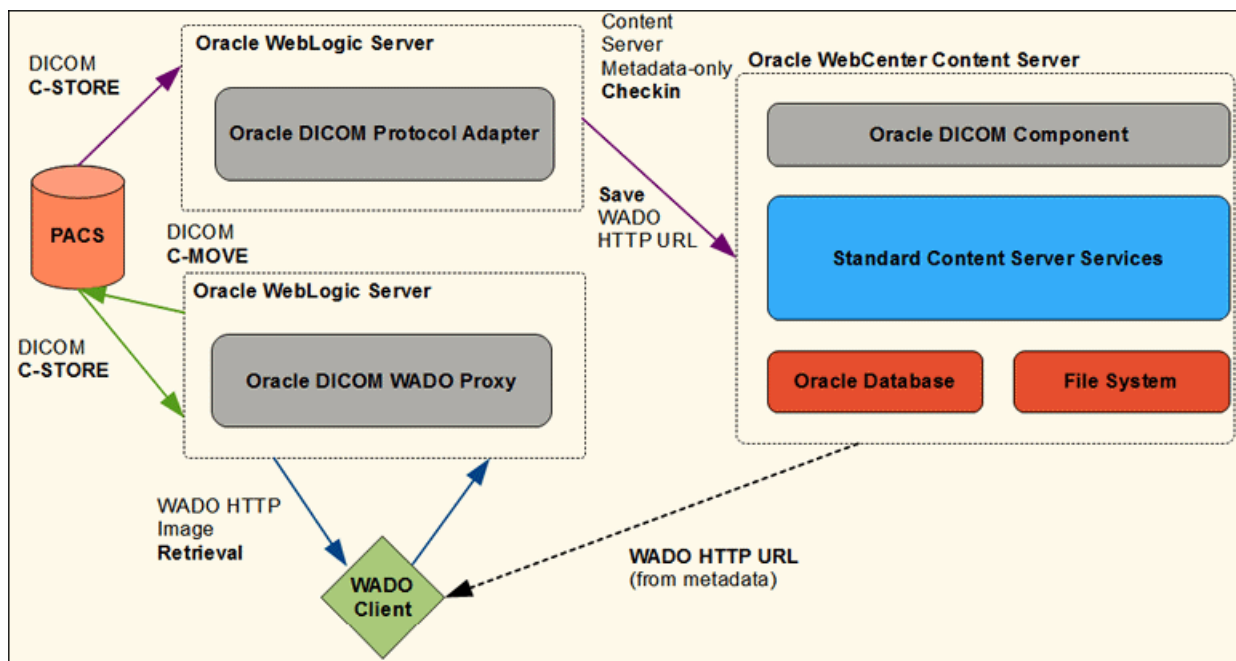 DICOM
C-STORE
Oracle WebLogic Server
Oracle DICOM Protocol Adapter
Content
Server
Metadata-only
Checkin
Save
WADO
HTTP URL
Oracle WebCenter Content Server
Oracle DICOM Component
Standard Content Server Services
Oracle Database
File System
PACS
DICOM
C-MOVE
Oracle WebLogic Server
Oracle DICOM WADO Proxy
DICOM
C-STORE
WADO HTTP
Image
Retrieval
WADO
Client
WADO HTTP URL
(from metadata)